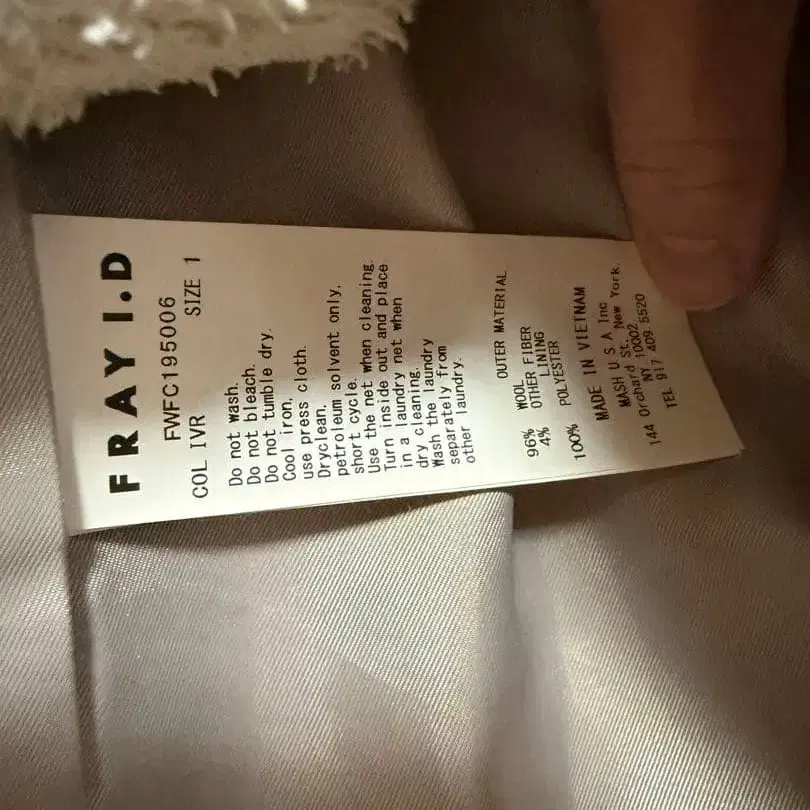 FRAY I.D
FWFC195006
COL IVR SIZE 1
Do not wash.
Do not bleach.
Do not tumble dry.
Cool iron,
use press cloth.
Dryclean,
petroleum solvent only,
short cycle.
Use the net when cleaning.
Turn inside out and place
in a laundry net when
dry cleaning.
Wash the laundry
separately from
other laundry.
OUTER MATERIAL
96% WOOL
4% OTHER FIBER
LINING
100% POLYESTER
MADE IN VIETNAM
MASH U.S.A Inc
144 Orchard St, New York,
NY 10002
TEL 917 409 5520